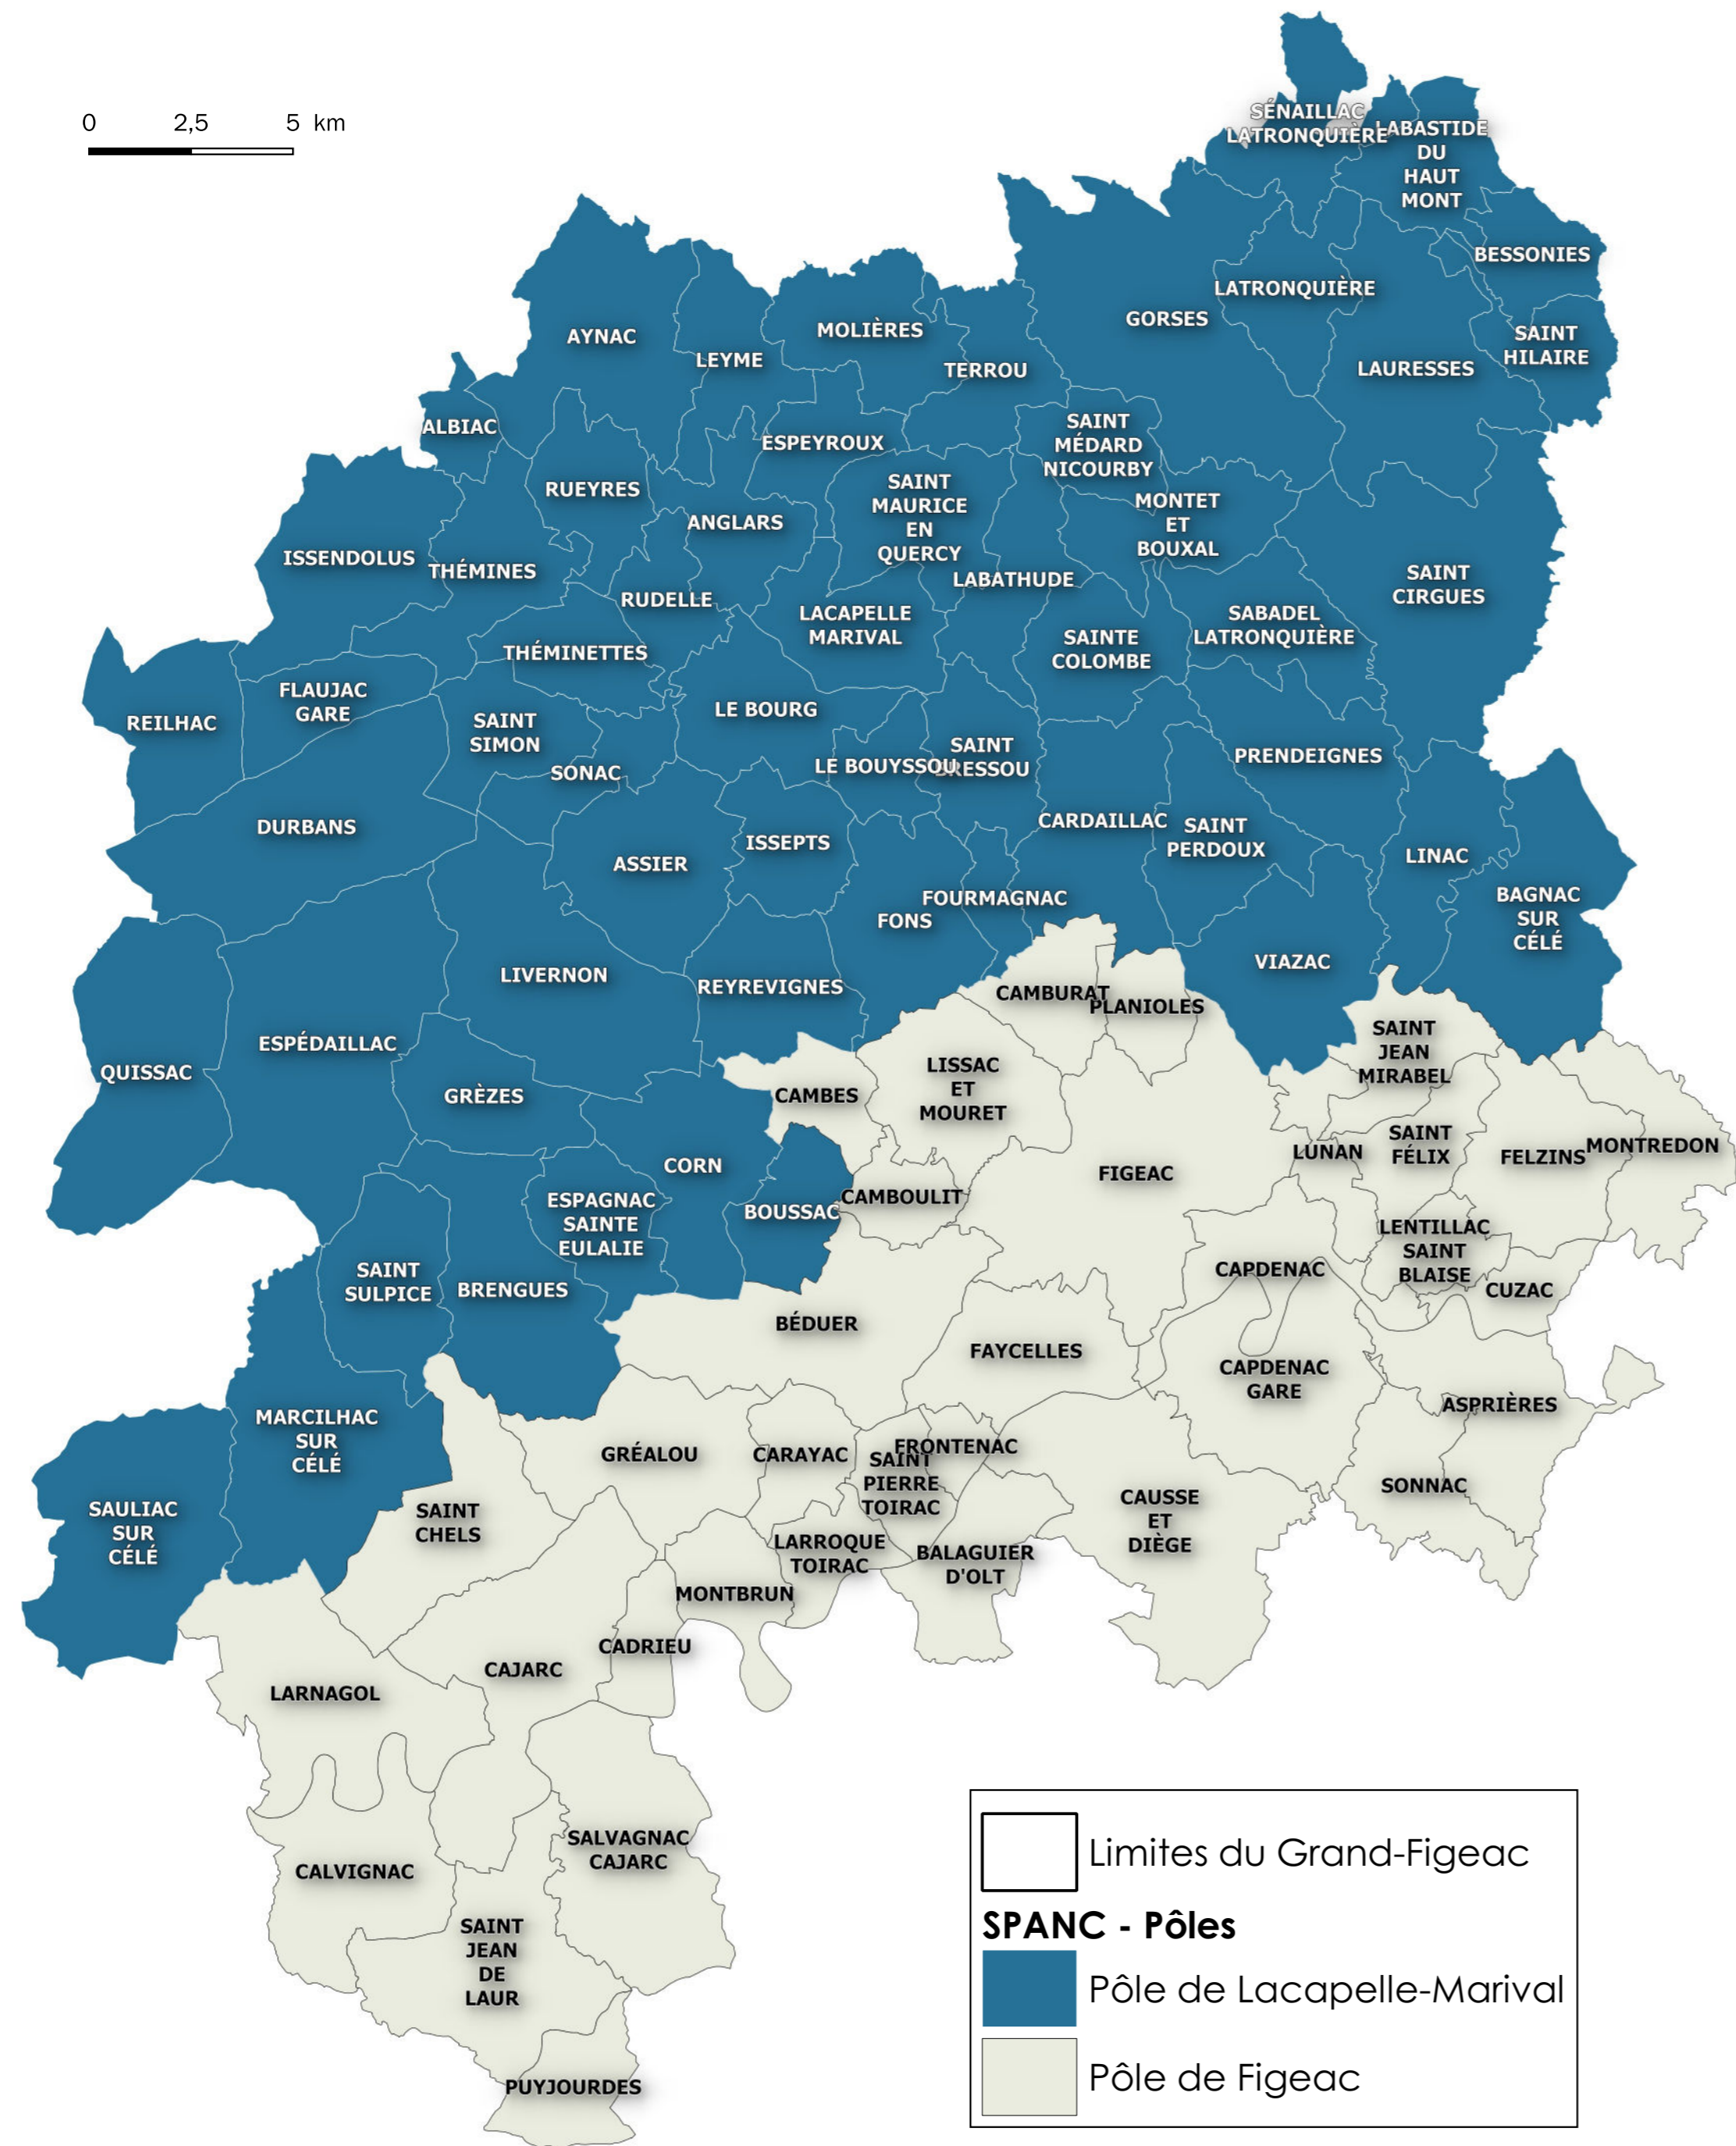 0 2,5 5 km
SÉNAILLAC
LATRONQUIÈRE
LABASTIDE
DU
HAUT
MONT
BESSONIES
LATRONQUIÈRE
GORSES
SAINT
HILAIRE
LAURESSES
AYNAC
LEYME
MOLIÈRES
TERROU
ALBIAC
ESPEYROUX
SAINT
MÉDARD
NICOURBY
RUEYRES
SAINT
MAURICE
EN
QUERCY
ANGLARS
MONTET
ET
BOUXAL
ISSENDOLUS
THÉMINES
LABATHUDE
SAINT
CIRGUES
RUDELLE
LACAPELLE
MARIVAL
SABADEL
LATRONQUIÈRE
THÉMINETTES
SAINTE
COLOMBE
FLAUJAC
GARE
REILHAC
SAINT
SIMON
LE BOURG
SONAC
LE BOUYSSOU
SAINT
BRESSOU
PRENDEIGNES
DURBANS
ASSIER
ISSEPTS
CARDAILLAC
SAINT
PERDOUX
LINAC
BAGNAC
SUR
CÉLÉ
FOURMAGNAC
FONS
VIAZAC
LIVERNON
REYREVIGNES
CAMBURAT
PLANIOLES
ESPÉDAILLAC
QUISSAC
GRÈZES
CAMBES
LISSAC
ET
MOURET
SAINT
JEAN
MIRABEL
CORN
FIGEAC
LUNAN
SAINT
FÉLIX
FELZINS
MONTREDON
ESPAGNAC
SAINTE
EULALIE
BOUSSAC
CAMBOULIT
LENTILLAC
SAINT
BLAISE
SAINT
SULPICE
BRENGUES
CAPDENAC
CUZAC
BÉDUER
FAYCELLES
CAPDENAC
GARE
ASPRIÈRES
MARCILHAC
SUR
CÉLÉ
GRÉALOU
CARAYAC
FRONTENAC
SAINT
PIERRE
TOIRAC
SONNAC
SAULIAC
SUR
CÉLÉ
SAINT
CHELS
CAUSSE
ET
DIÈGE
LARROQUE
TOIRAC
BALAGUIER
D'OLT
MONTBRUN
CADRIEU
CAJARC
LARNAGOL
SALVAGNAC
CAJARC
CALVIGNAC
SAINT
JEAN
DE
LAUR
PUYJOURDES
Limites du Grand-Figeac
SPANC - Pôles
Pôle de Lacapelle-Marival
Pôle de Figeac